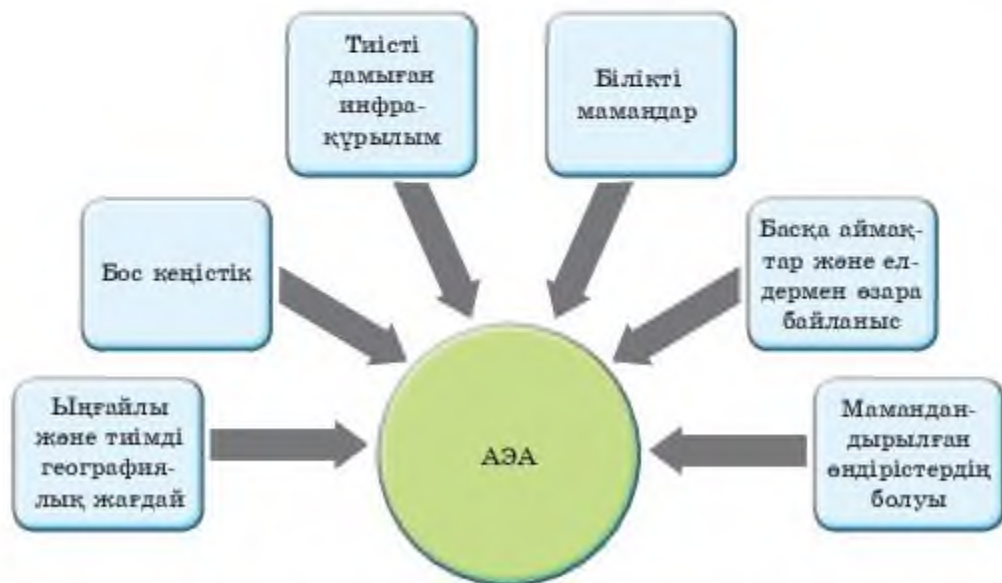 Тиісті
дамыған
инфра-
құрылым
Білікті
мамандар
Бос кеңістік
Басқа аймақ-
тар және ел-
дермен өзара
байланыс
Ыңғайлы
және тиімді
география-
лық жағдай
АЭА
Мамандан-
дырылған
өндірістердің
болуы